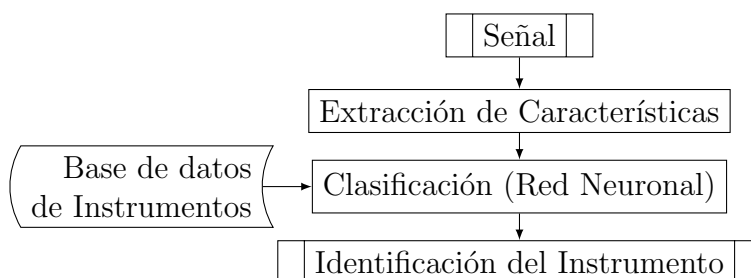 Señal
Extracción de Características
Base de datos
de Instrumentos
Clasificación (Red Neuronal)
Identificación del Instrumento